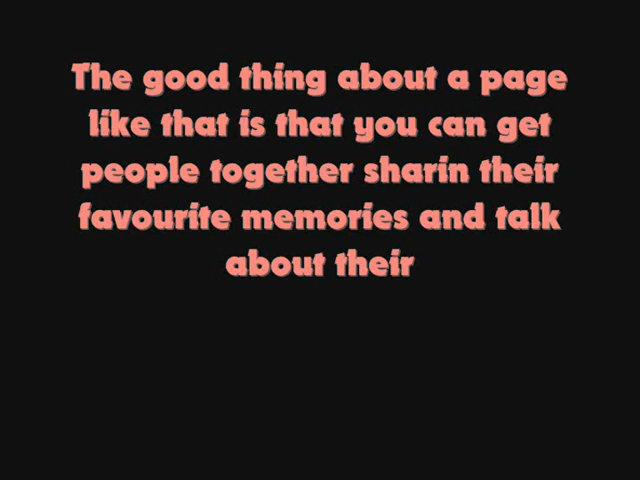 The good thing about a page
like that is that you can get
people together sharin their
favourite memories and talk
about their